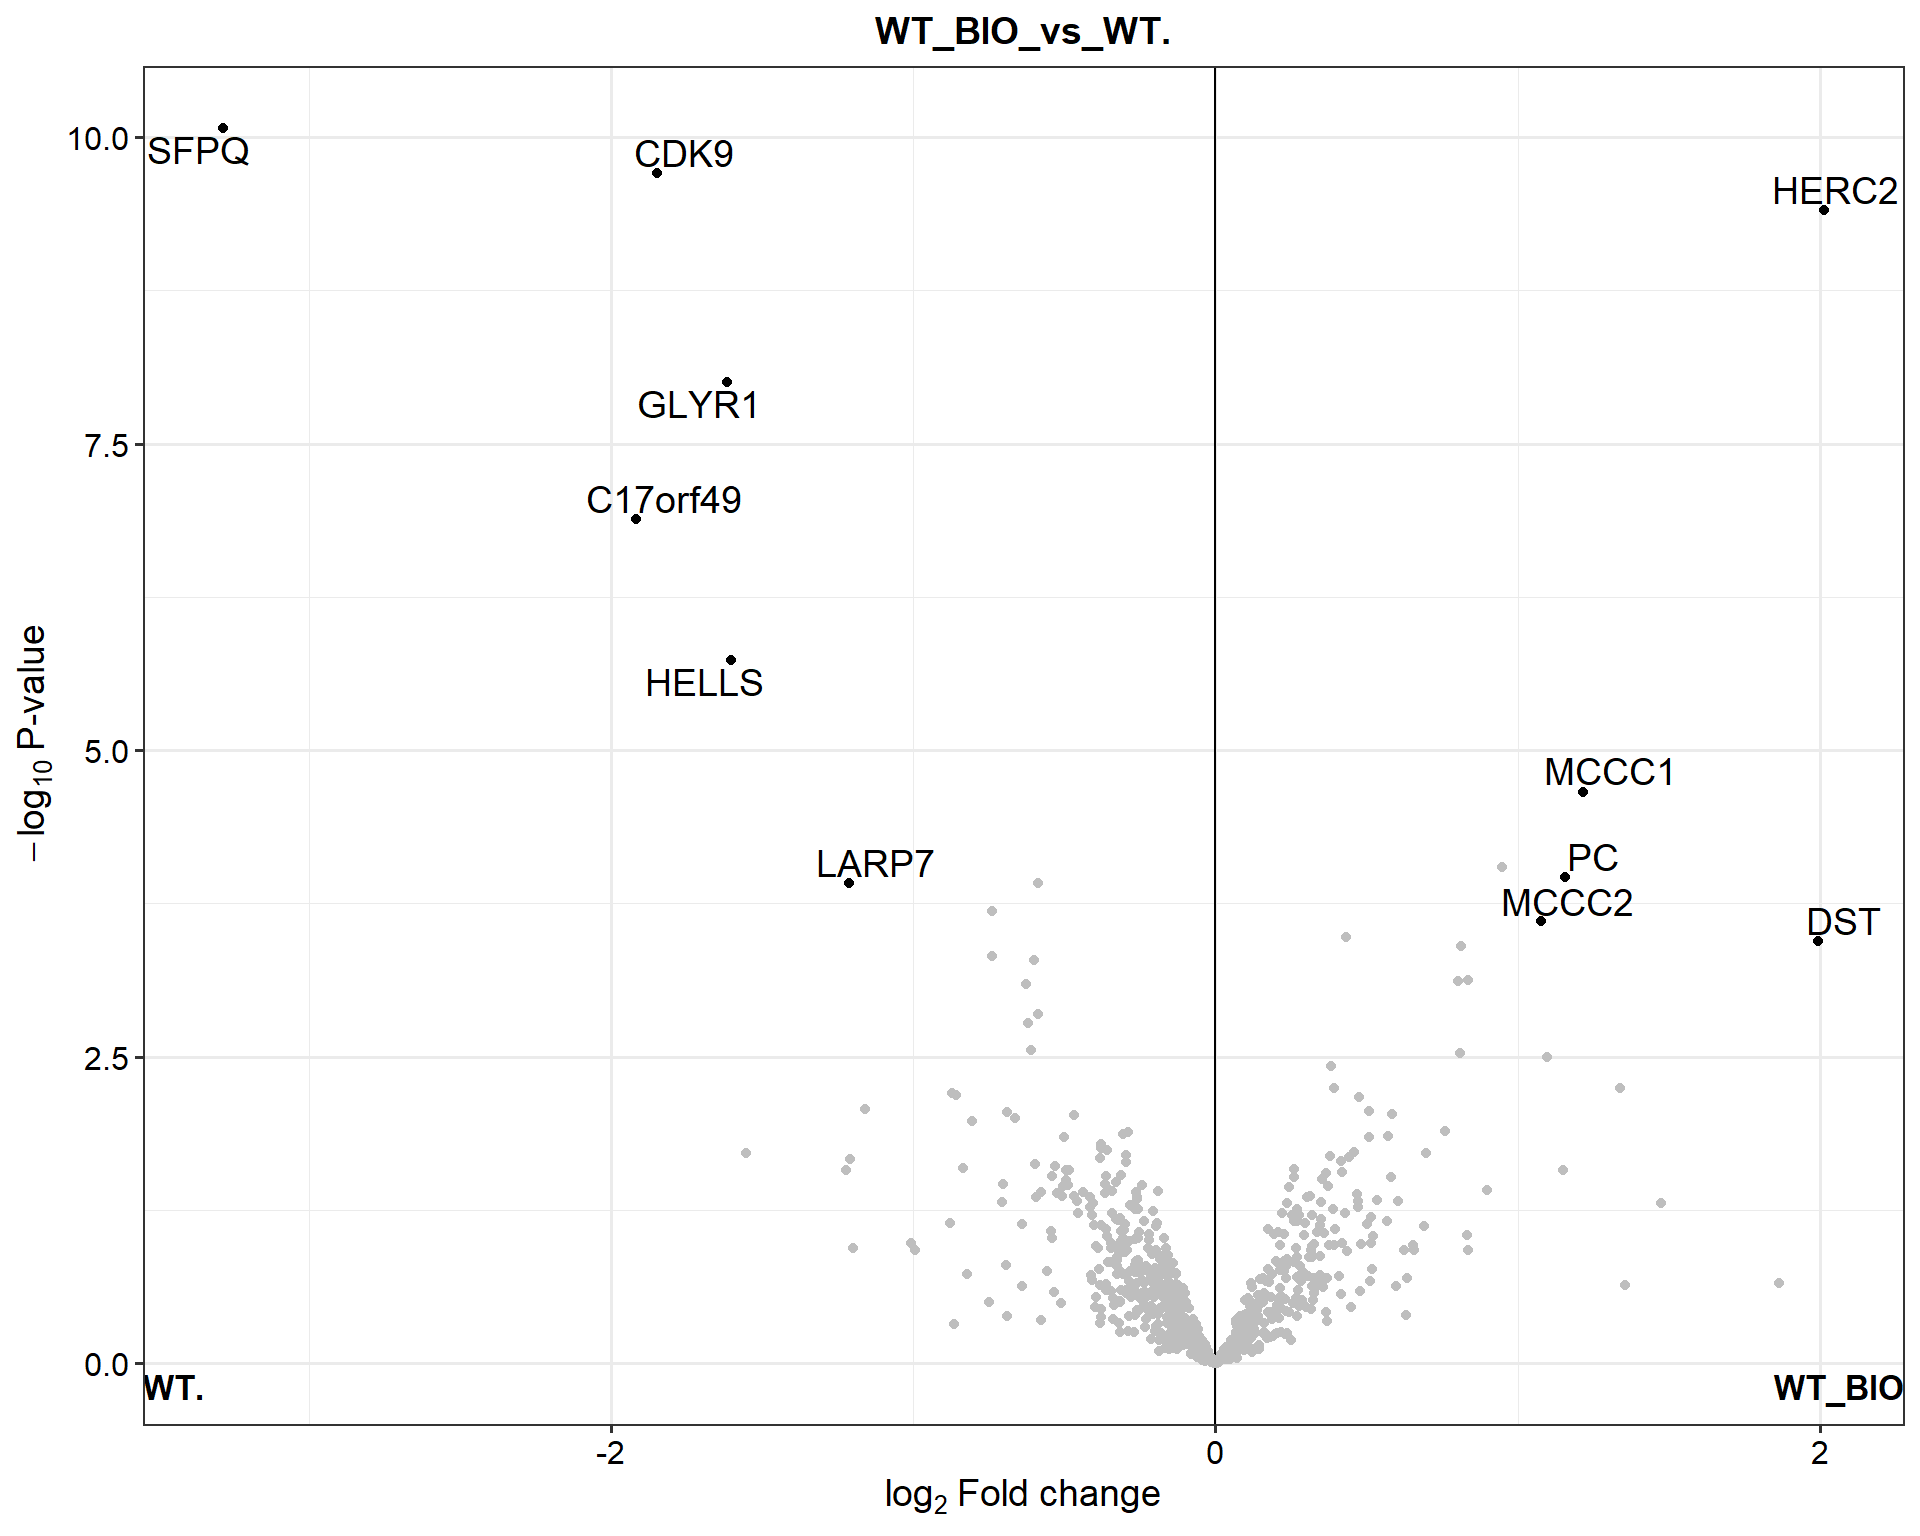 WT_BIO_vs_WT.
10.0
SFPQ
CDK9
HERC2
GLYR1
7.5
C17orf49
HELLS
5.0
MCCC1
LARP7
PC
MCCC2
DST
2.5
0.0
WT.
WT_BIO
-2
0
2
log2 Fold change
−log10 P-value